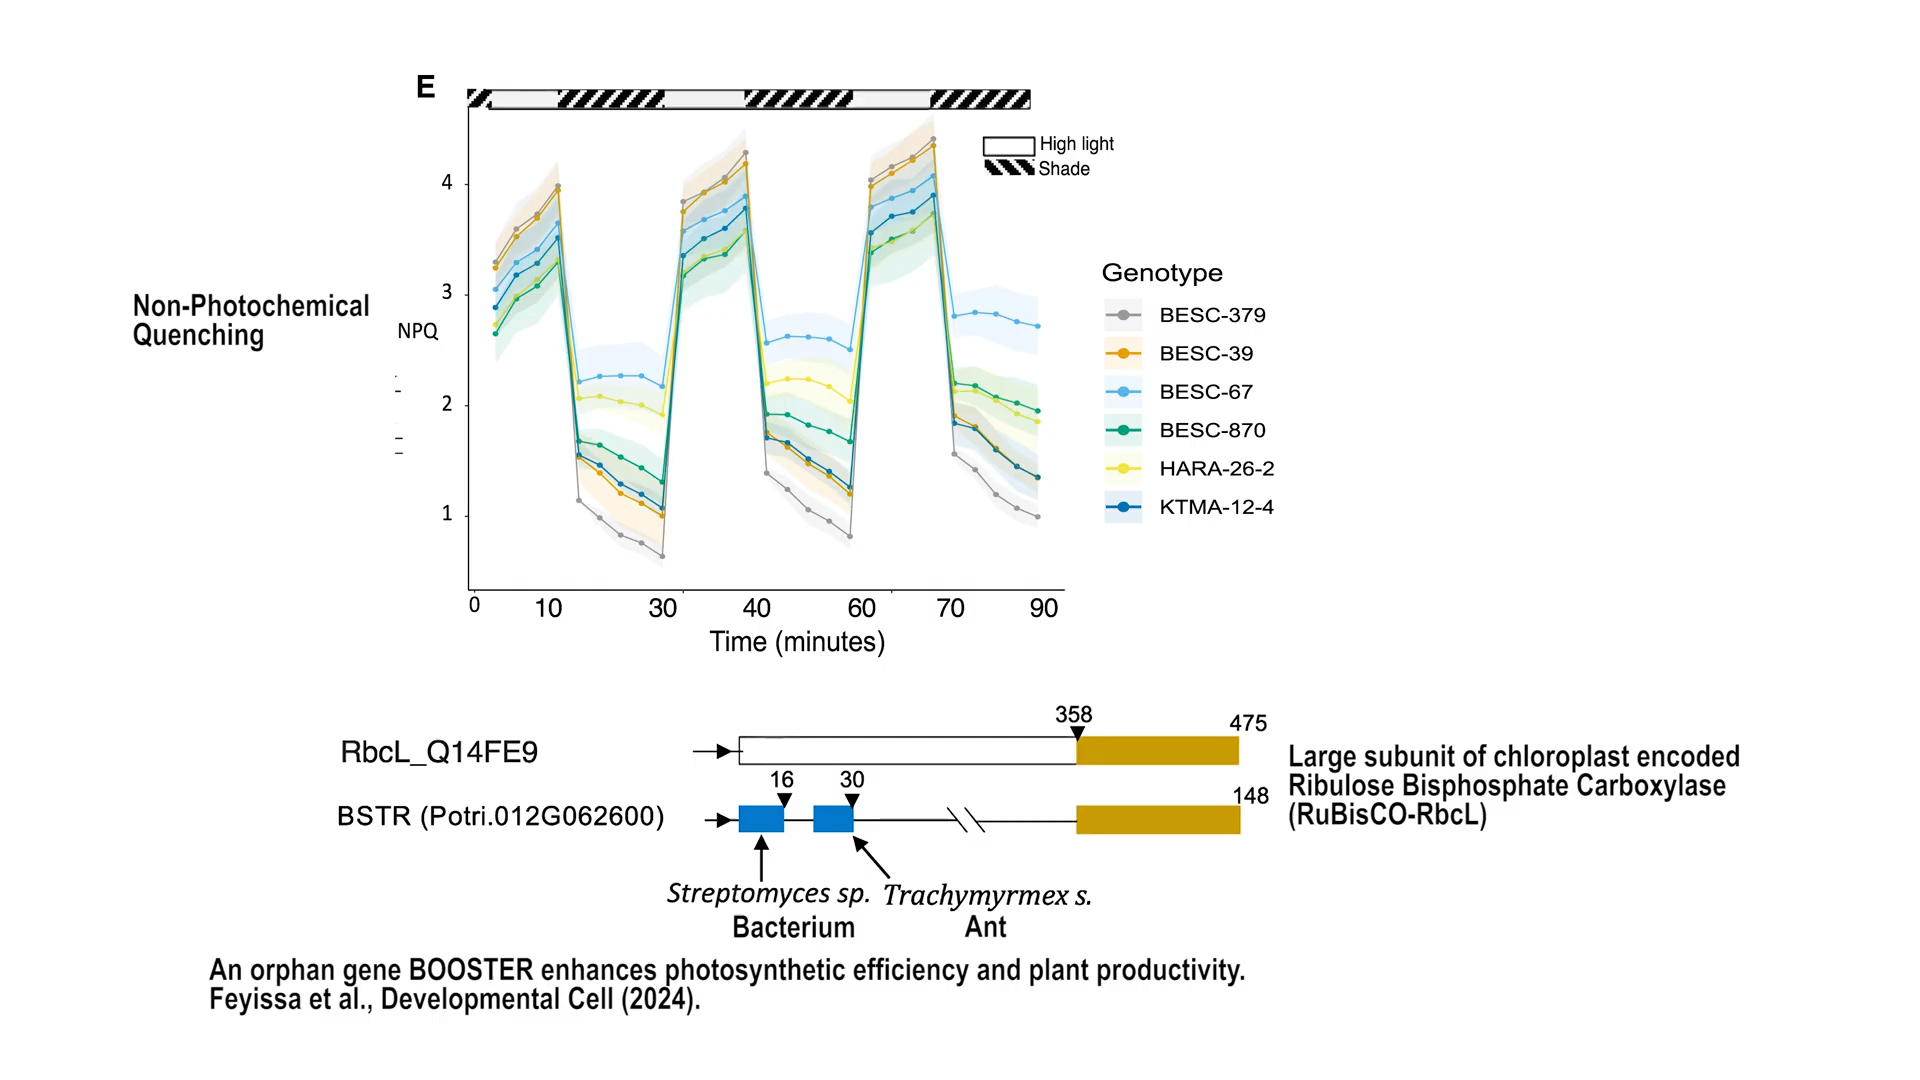 E
High light
Shade
4
3
2
1
NPQ
Non-Photochemical
Quenching
Genotype
BESC-379
BESC-39
BESC-67
BESC-870
HARA-26-2
KTMA-12-4
0 10 30 40 60 70 90
Time (minutes)
358
475
RbcL_Q14FE9
16
30
148
BSTR (Potri.012G062600)
Large subunit of chloroplast encoded
Ribulose Bisphosphate Carboxylase
(RuBisCO-RbcL)
Streptomyces sp.
Trachymyrmex s.
Bacterium
Ant
An orphan gene BOOSTER enhances photosynthetic efficiency and plant productivity.
Feyissa et al., Developmental Cell (2024).